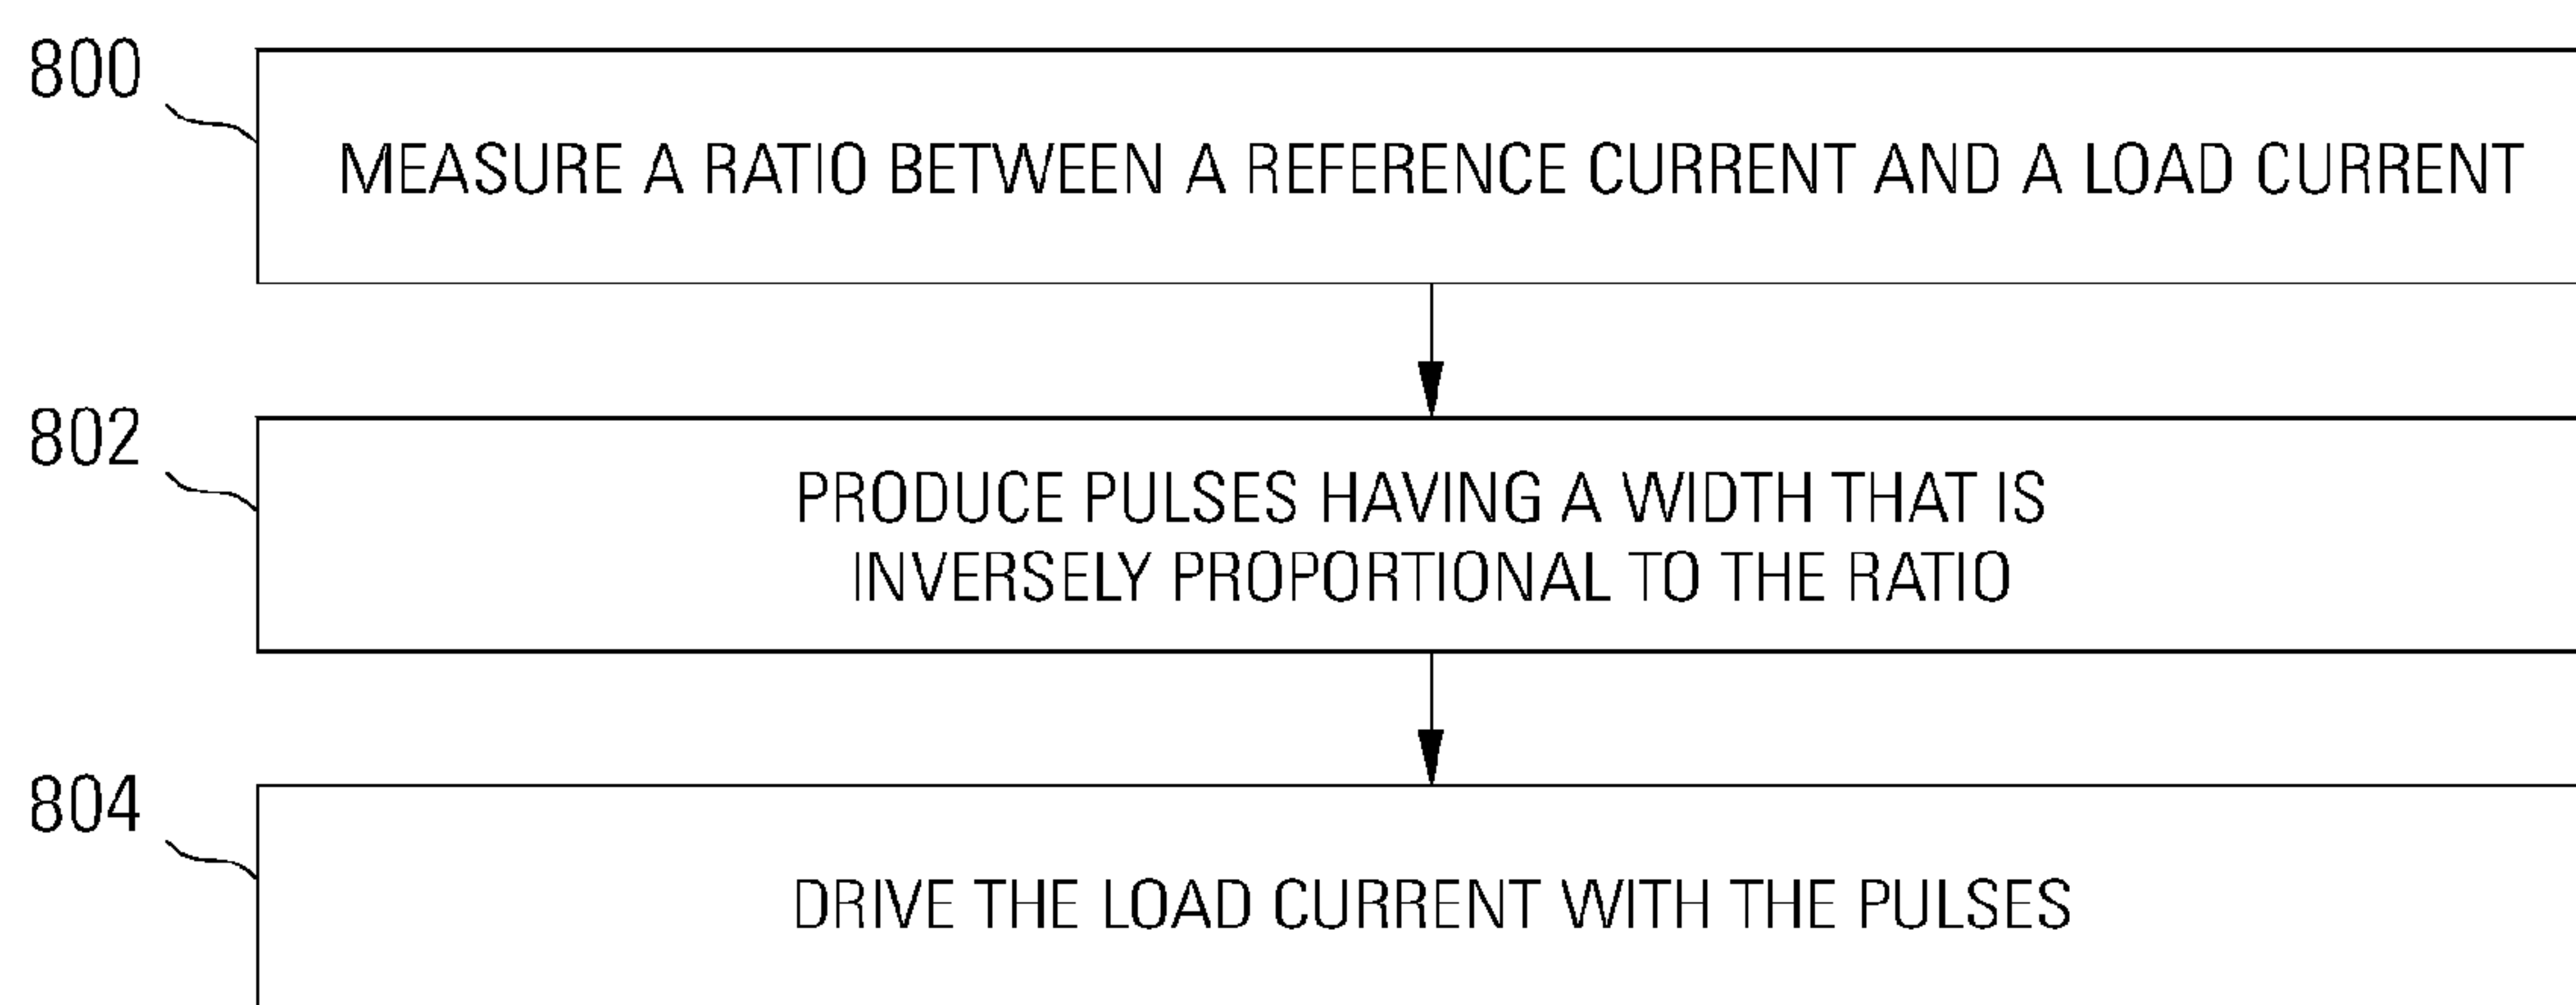 800
MEASURE A RATIO BETWEEN A REFERENCE CURRENT AND A LOAD CURRENT
802
PRODUCE PULSES HAVING A WIDTH THAT IS
INVERSELY PROPORTIONAL TO THE RATIO
804
DRIVE THE LOAD CURRENT WITH THE PULSES